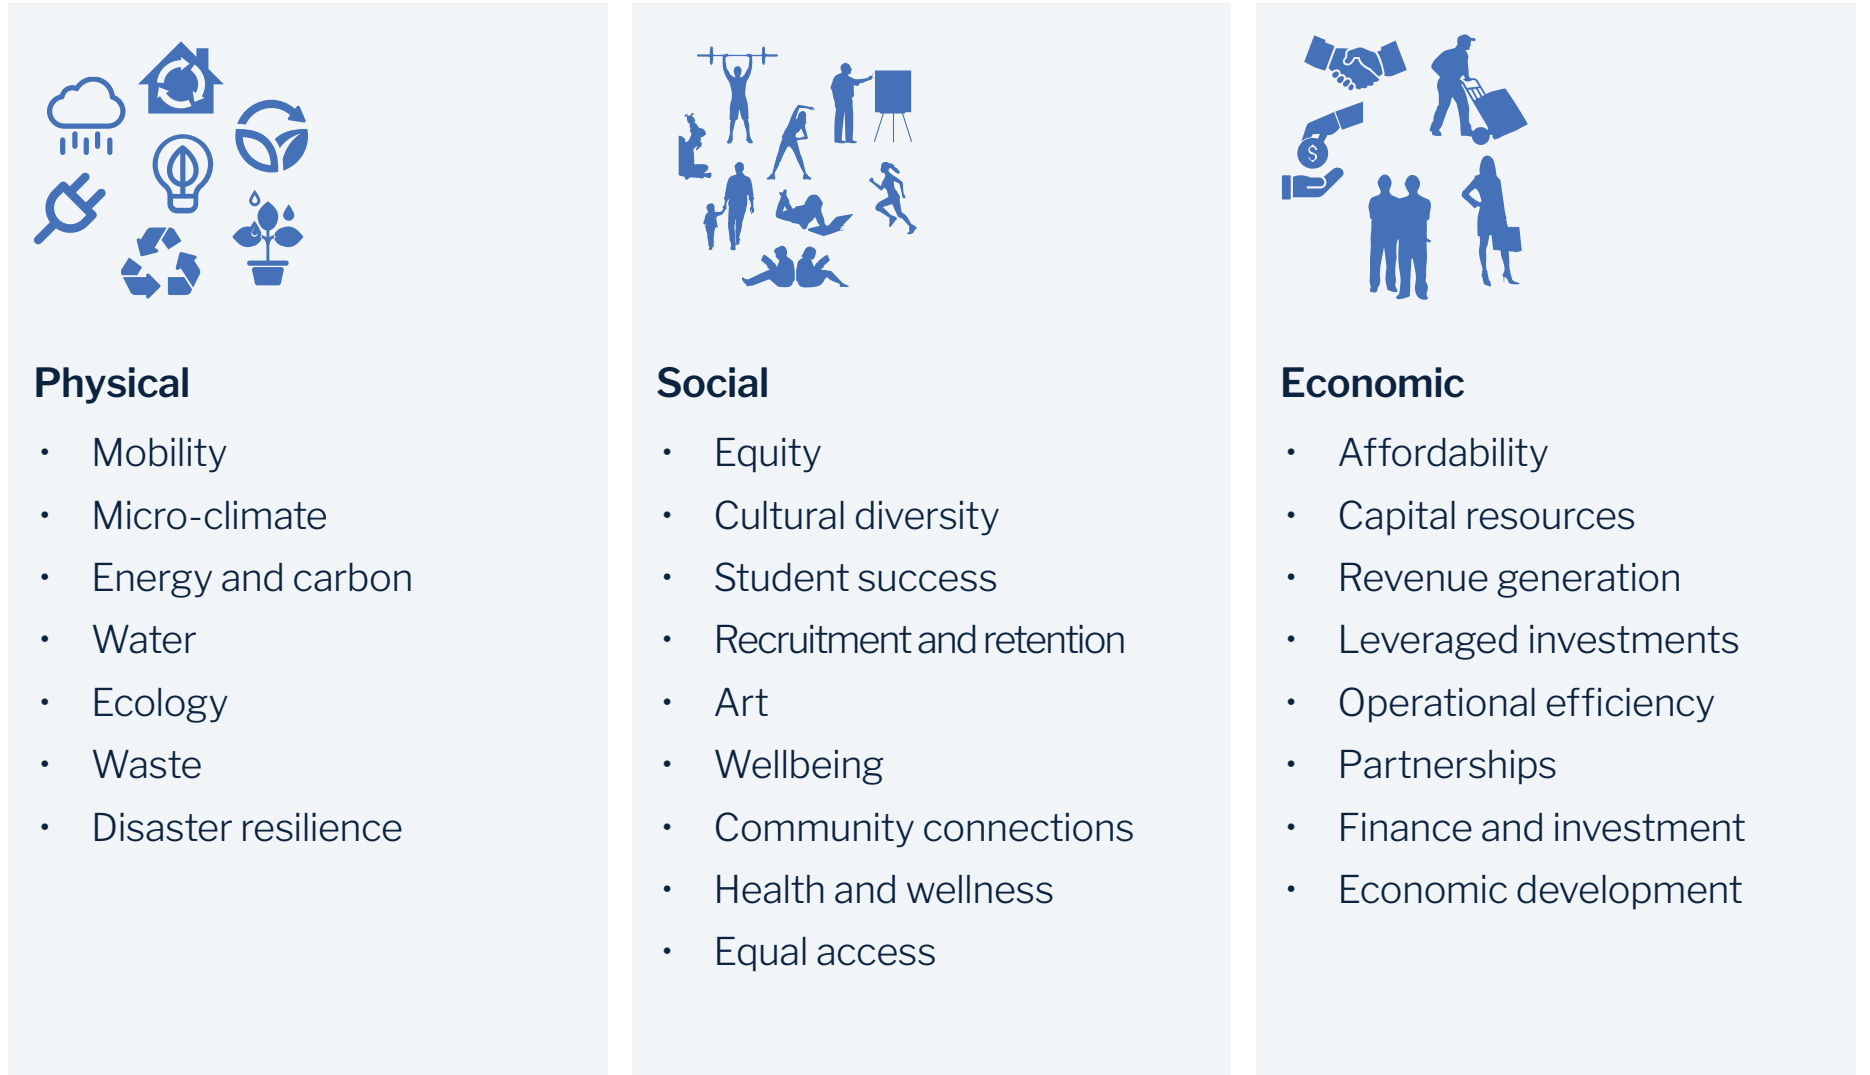 $
Physical
• Mobility
• Micro-climate
• Energy and carbon
• Water
• Ecology
• Waste
• Disaster resilience
Social
• Equity
• Cultural diversity
• Student success
• Recruitment and retention
• Art
• Wellbeing
• Community connections
• Health and wellness
• Equal access
Economic
• Affordability
• Capital resources
• Revenue generation
• Leveraged investments
• Operational efficiency
• Partnerships
• Finance and investment
• Economic development